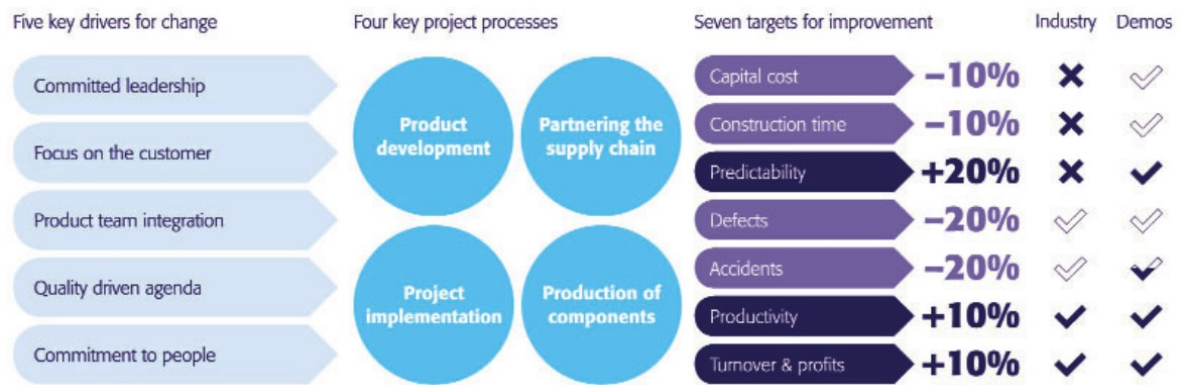 Five key drivers for change
Committed leadership
Focus on the customer
Product team integration
Quality driven agenda
Commitment to people
Four key project processes
Product
development
Partnering the
supply chain
Project
implementation
Production of
components
Seven targets for improvement Industry Demos
Capital cost −10%
Construction time −10%
Predictability +20%
Defects −20%
Accidents −20%
Productivity +10%
Turnover & profits +10%